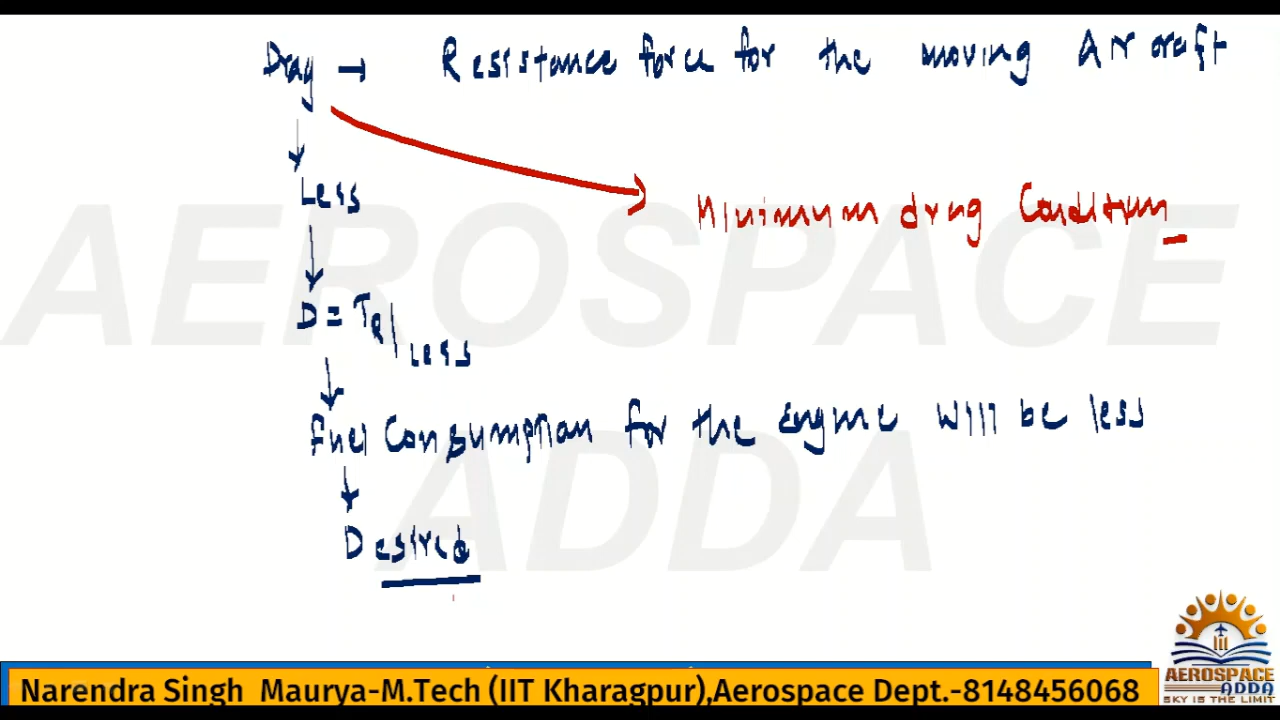 Drag → Resistance force for the moving Aircraft
Less
Minimum drag Condition
D = TR/Less
Fuel Consumption for the Engine will be less
Desired
AEROSPACE
ADDA
Narendra Singh Maurya-M.Tech (IIT Kharagpur),Aerospace Dept.-8148456068
AEROSPACE
ADDA
SKY IS THE LIMIT